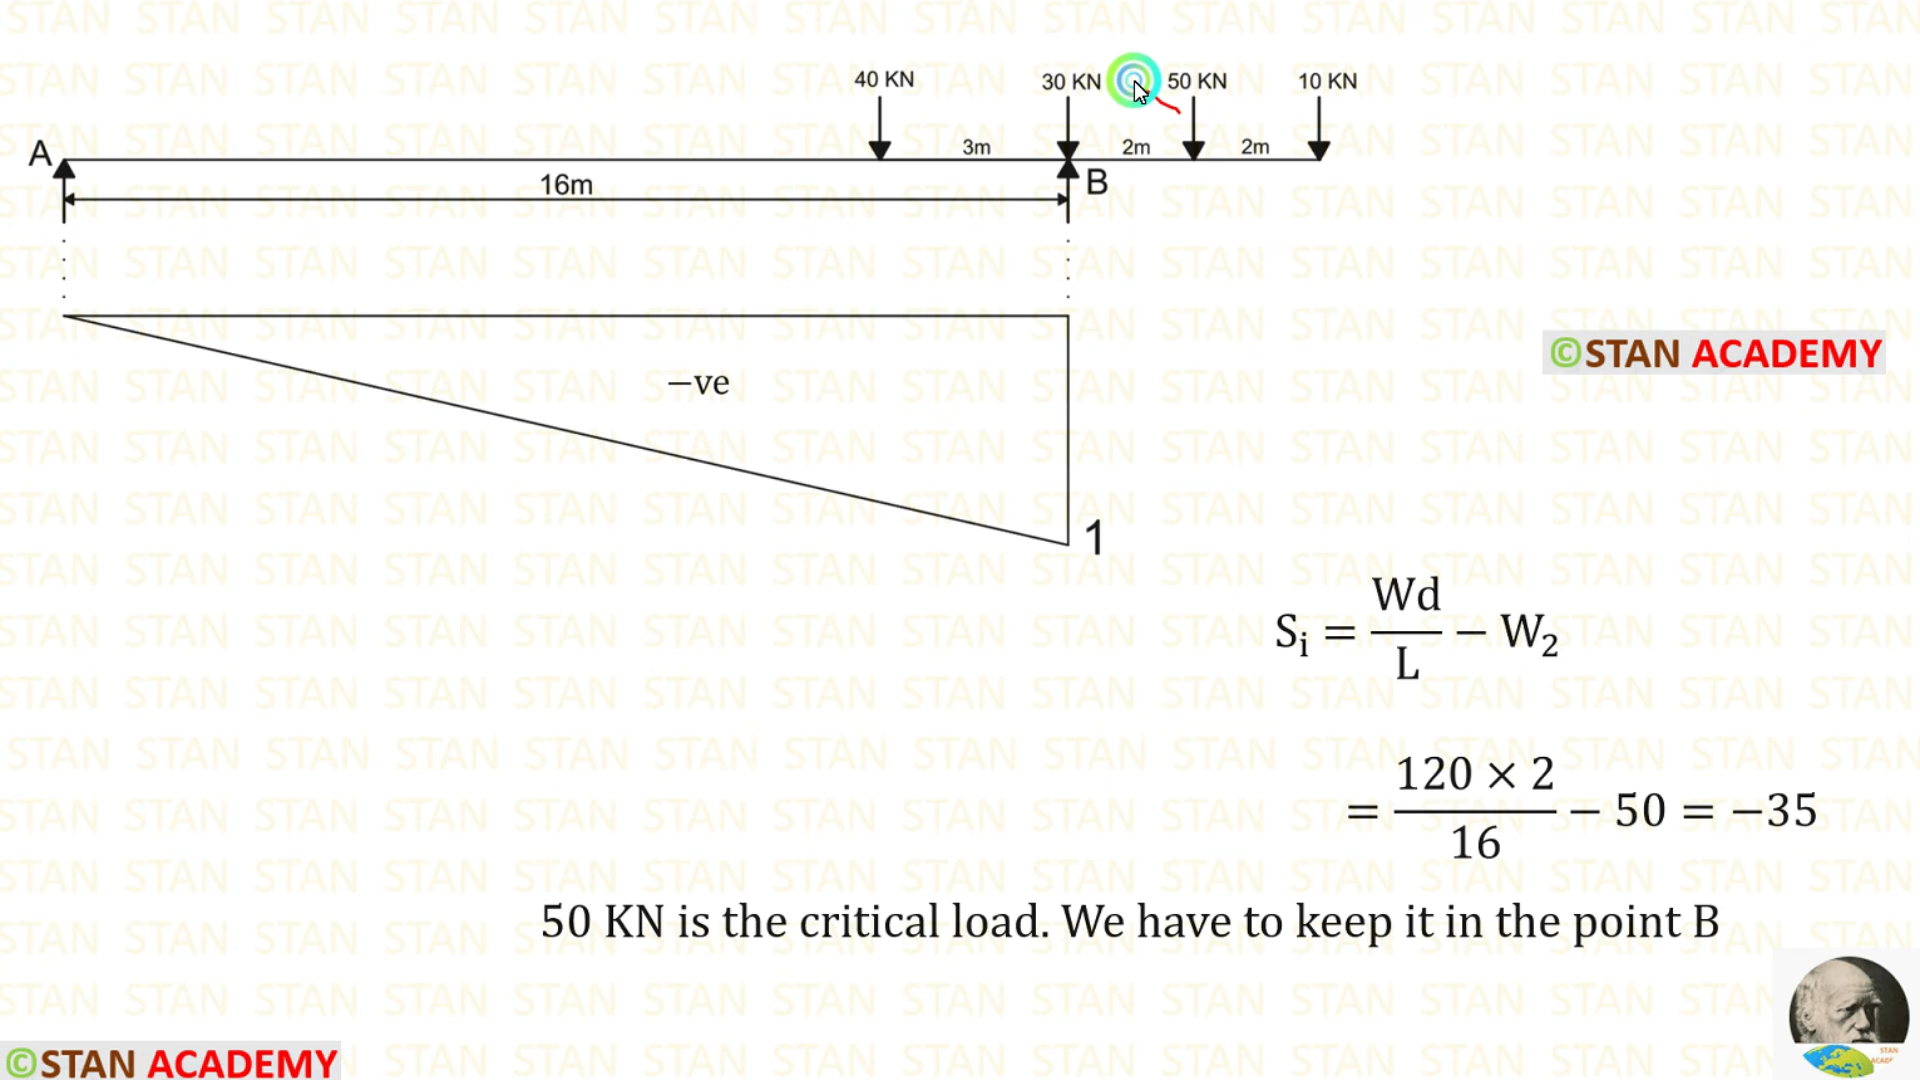 40 KN 30 KN 50 KN 10 KN
A 3m 2m 2m
16m B
−ve
©STAN ACADEMY
1
Sᵢ = Wd/L − W₂
= 120 × 2/16 − 50 = −35
50 KN is the critical load. We have to keep it in the point B
©STAN ACADEMY